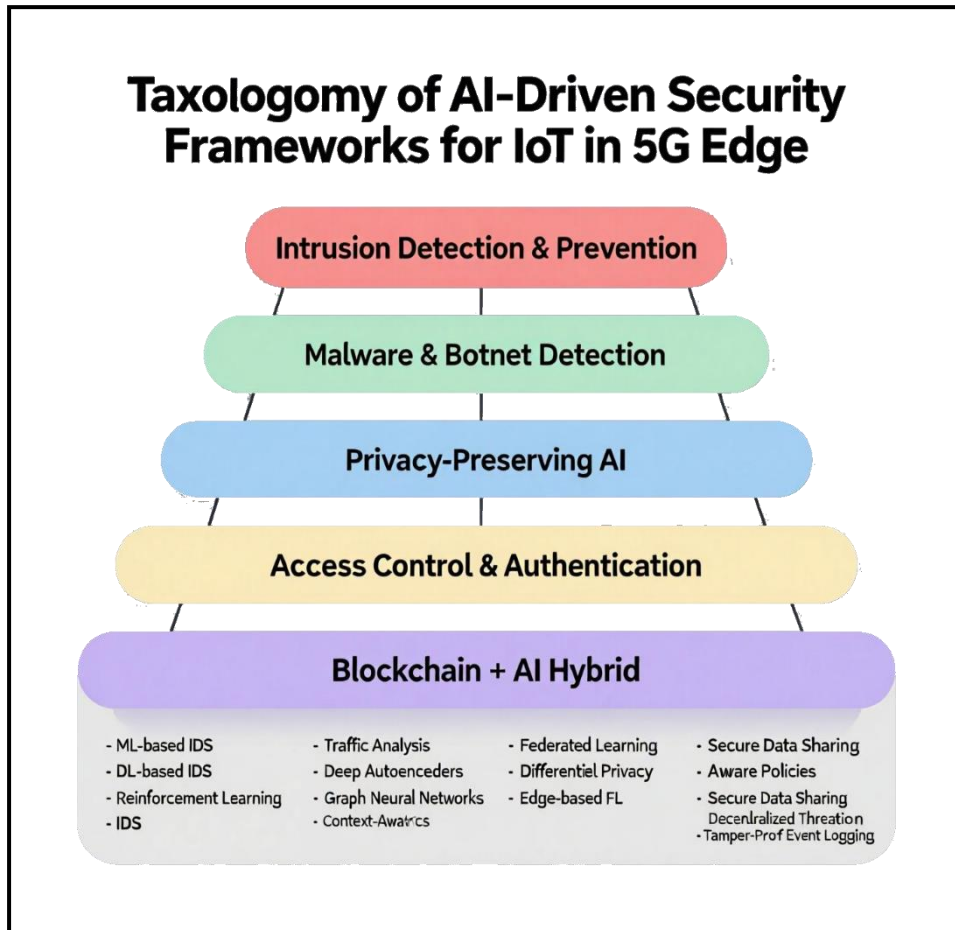 Taxologomy of AI-Driven Security
Frameworks for IoT in 5G Edge
Intrusion Detection & Prevention
Malware & Botnet Detection
Privacy-Preserving AI
Access Control & Authentication
Blockchain + AI Hybrid
- ML-based IDS
- DL-based IDS
- Reinforcement Learning
- IDS
- Traffic Analysis
- Deep Autoenceders
- Graph Neural Networks
- Federated Learning
- Differentiel Privacy
- Edge-based FL
- Secure Data Sharing
- Aware Policies
- Secure Data Sharing
Decenlralized Threation
- Tamper-Prof Event Logging